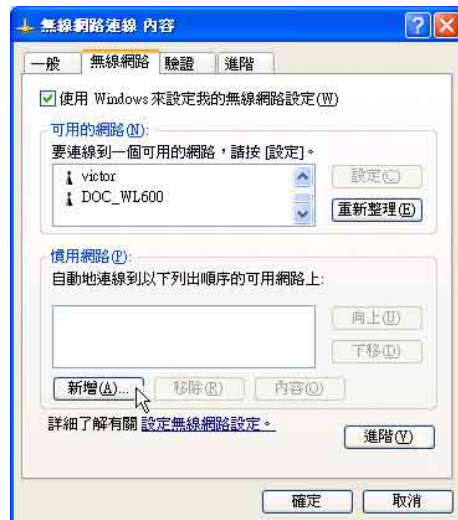 無線網路連線 內容
一般 無線網路 驗證 進階
使用 Windows 來設定我的無線網路設定(W)
可用的網路(N):
要連線到一個可用的網路，請按 [設定]。
victor
DOC_WL600
設定(C)
重新整理(E)
慣用網路(P):
自動地連線到以下列出順序的可用網路上:
向上(U)
下移(D)
新增(A)... 移除(R) 內容(O)
詳細了解有關 設定無線網路設定。
進階(V)
確定 取消